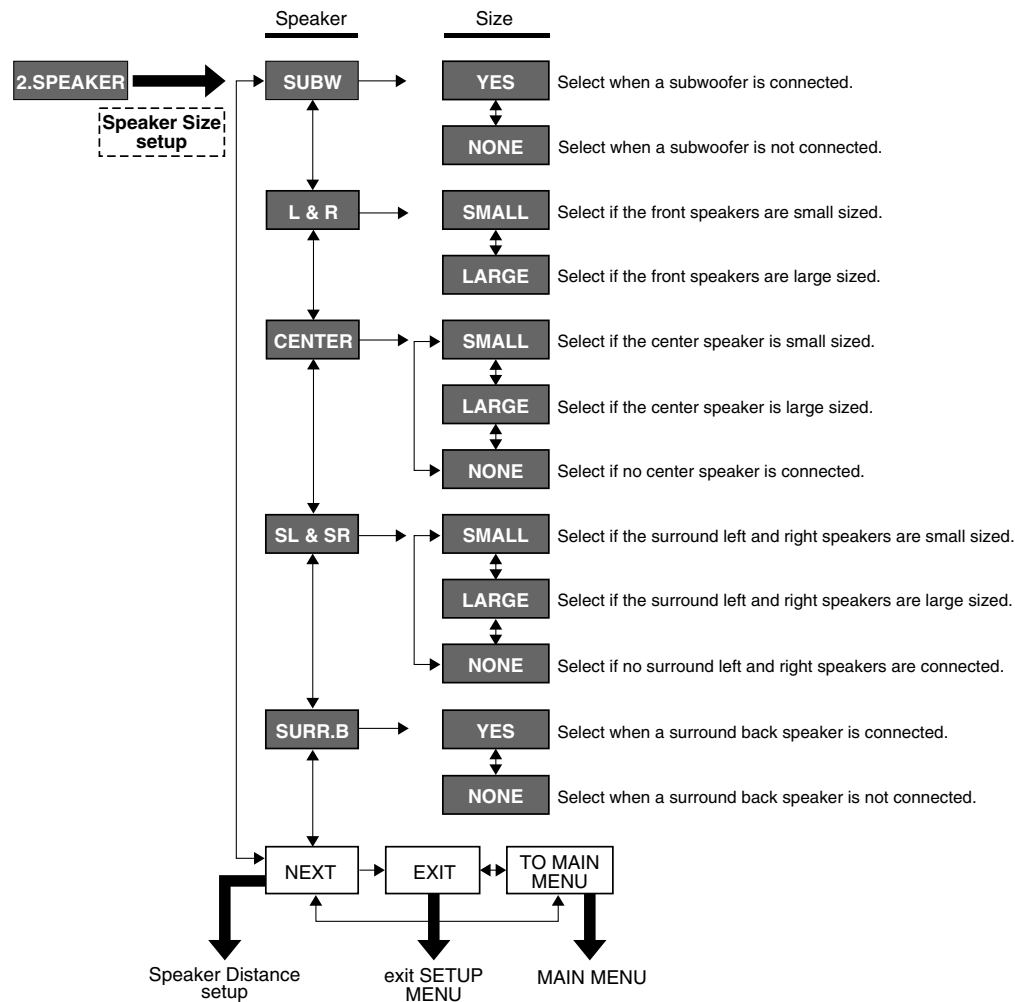 Speaker Size
2.SPEAKER
Speaker Size
setup
SUBW
YES Select when a subwoofer is connected.
NONE Select when a subwoofer is not connected.
L & R
SMALL Select if the front speakers are small sized.
LARGE Select if the front speakers are large sized.
CENTER
SMALL Select if the center speaker is small sized.
LARGE Select if the center speaker is large sized.
NONE Select if no center speaker is connected.
SL & SR
SMALL Select if the surround left and right speakers are small sized.
LARGE Select if the surround left and right speakers are large sized.
NONE Select if no surround left and right speakers are connected.
SURR.B
YES Select when a surround back speaker is connected.
NONE Select when a surround back speaker is not connected.
NEXT
EXIT
TO MAIN
MENU
Speaker Distance
setup
exit SETUP
MENU
MAIN MENU